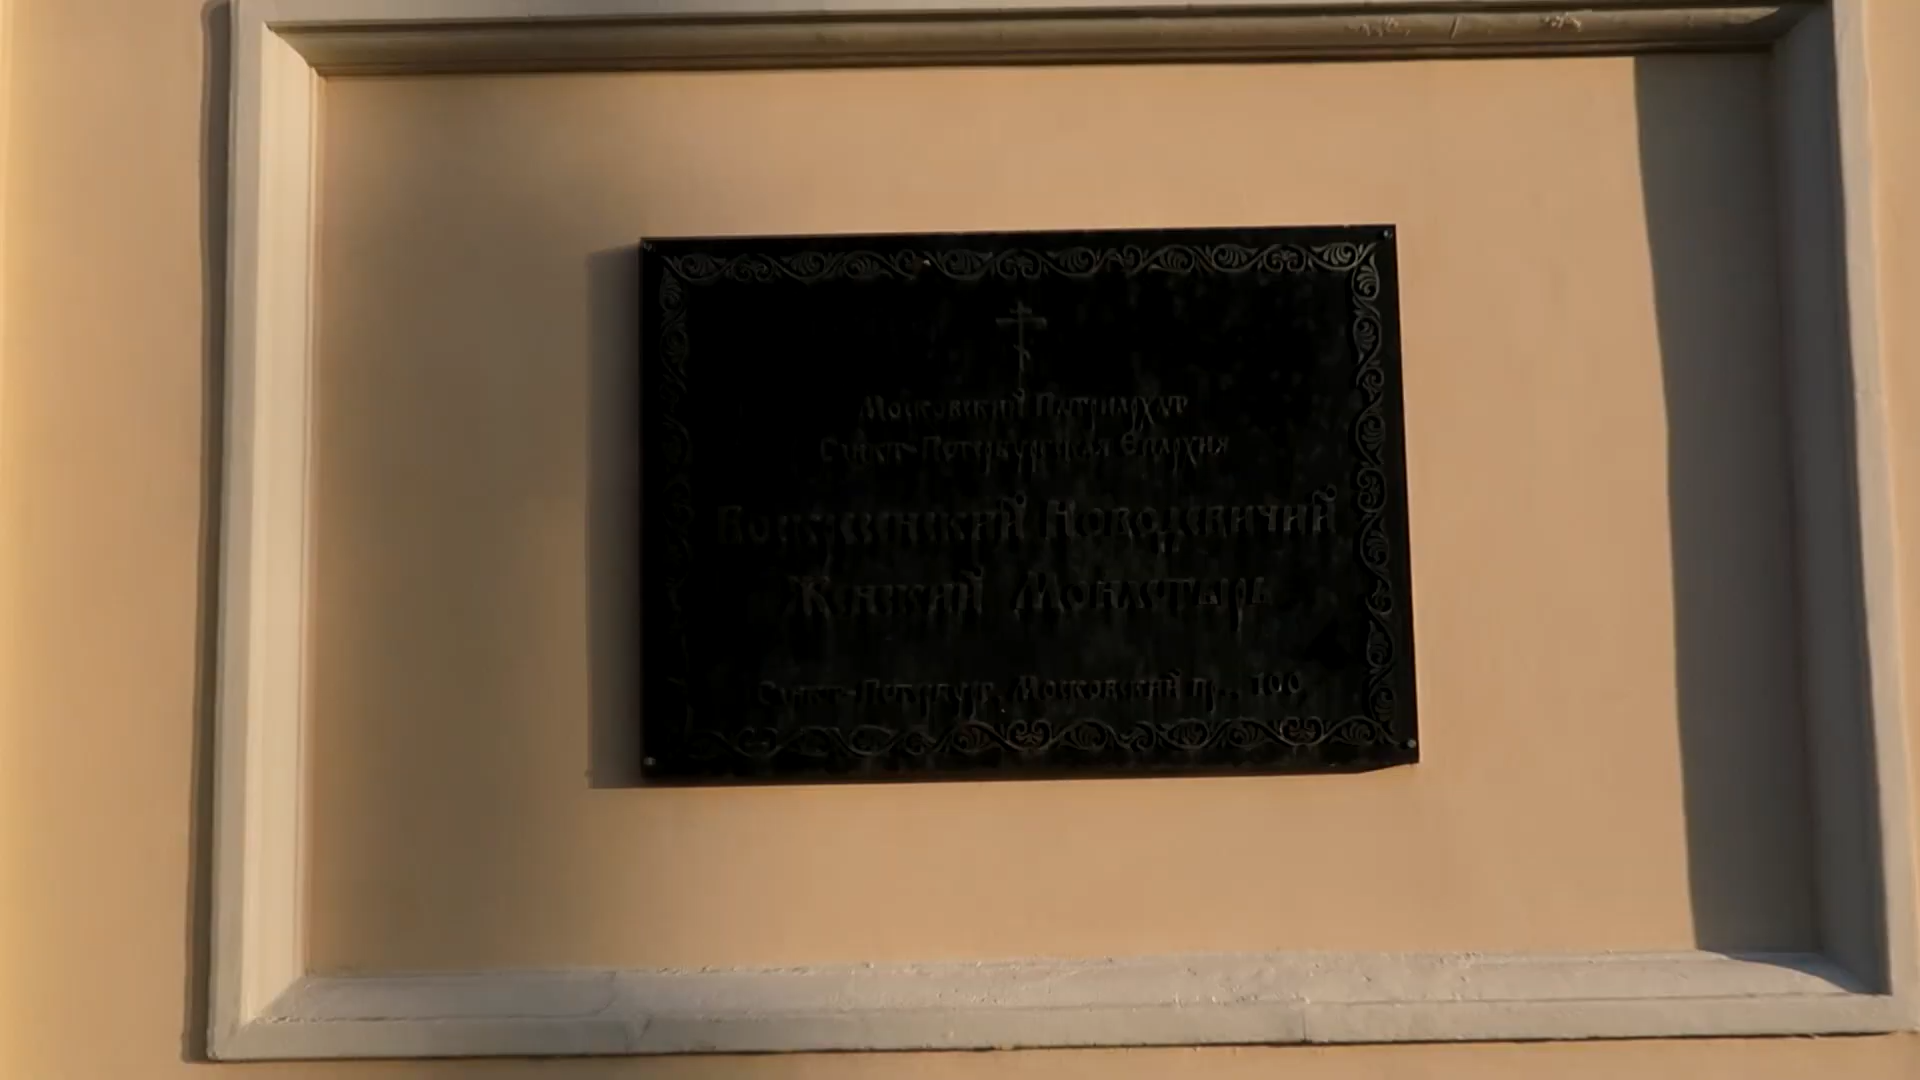 Московский Патриархат
Санкт-Петербургская Епархия
Воскресенский Новодевичий
Женский Монастырь
Санкт-Петербург, Московский пр., 100